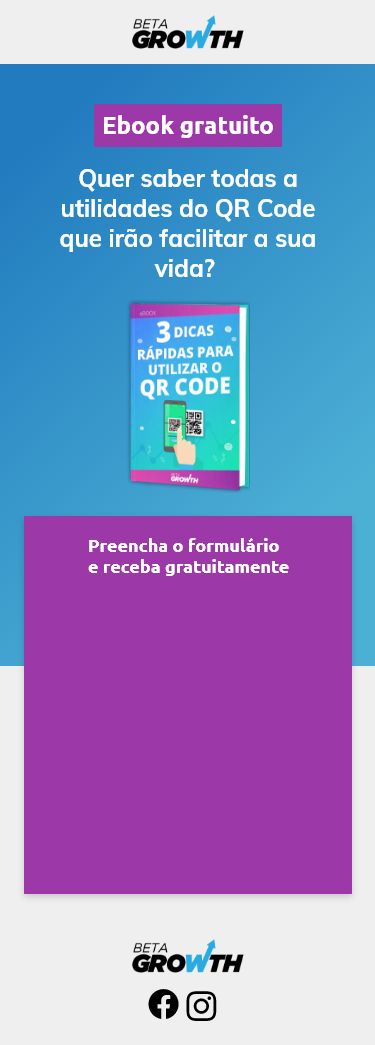 BETA
GROWTH
Ebook gratuito
Quer saber todas a
utilidades do QR Code
que irão facilitar a sua
vida?
eBOOK
3 DICAS
RÁPIDAS PARA
UTILIZAR O
QR CODE
BETA
GROWTH
Preencha o formulário
e receba gratuitamente
BETA
GROWTH